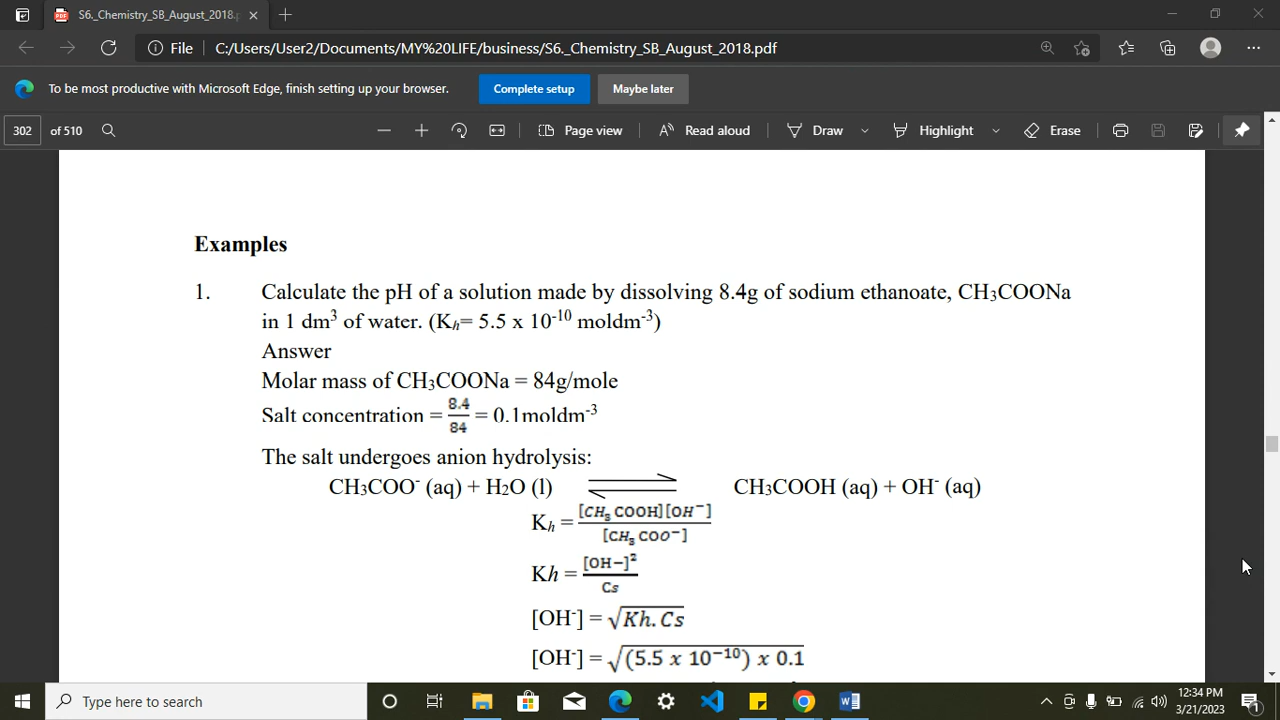 S6._Chemistry_SB_August_2018.p
File C:/Users/User2/Documents/MY%20LIFE/business/S6._Chemistry_SB_August_2018.pdf
To be most productive with Microsoft Edge, finish setting up your browser. Complete setup Maybe later
302 of 510 Page view Read aloud Draw Highlight Erase
Examples
1. Calculate the pH of a solution made by dissolving 8.4g of sodium ethanoate, CH₃COONa
in 1 dm³ of water. (Kₕ= 5.5 x 10⁻¹⁰ moldm⁻³)
Answer
Molar mass of CH₃COONa = 84g/mole
Salt concentration = 8.4/84 = 0.1moldm⁻³
The salt undergoes anion hydrolysis:
CH₃COO⁻ (aq) + H₂O (l) ⇌ CH₃COOH (aq) + OH⁻ (aq)
Kₕ = [CH₃COOH][OH⁻]/[CH₃COO⁻]
Kh = [OH−]²/Cs
[OH⁻] = √(Kh. Cs)
[OH⁻] = √((5.5 x 10⁻¹⁰) x 0.1)
Type here to search
12:34 PM
3/21/2023
1